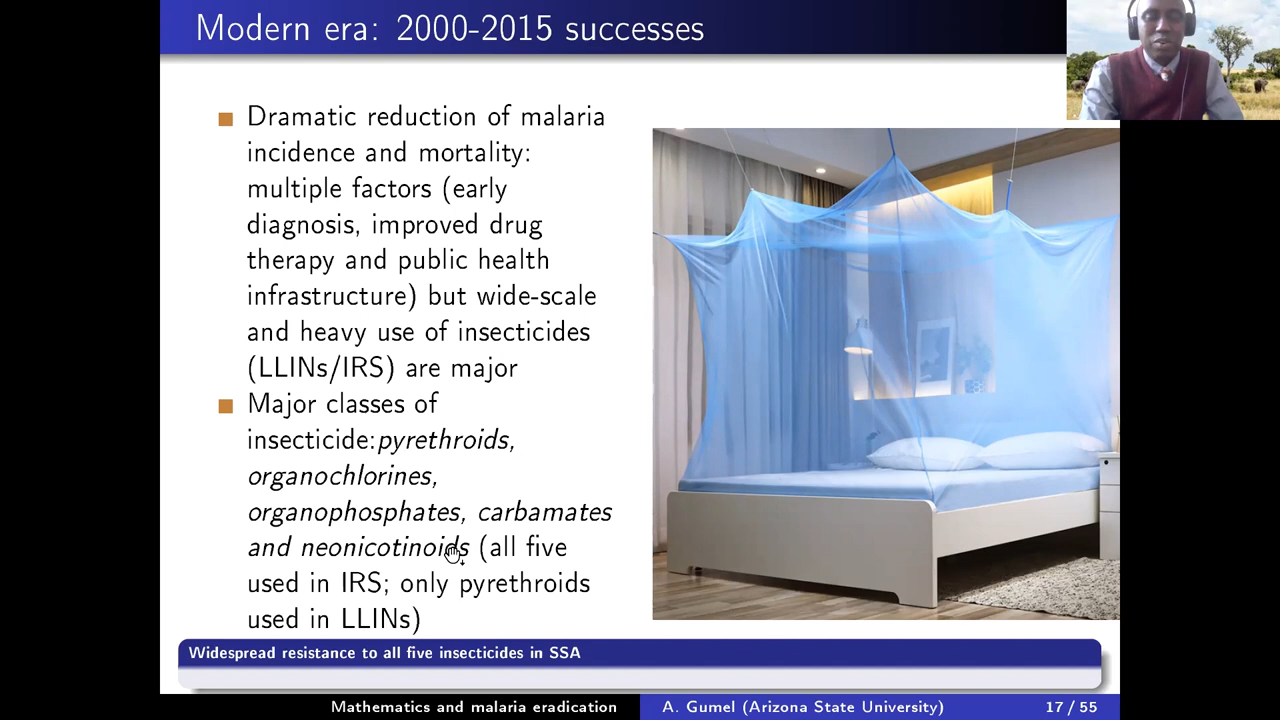 Modern era: 2000-2015 successes
Dramatic reduction of malaria
incidence and mortality:
multiple factors (early
diagnosis, improved drug
therapy and public health
infrastructure) but wide-scale
and heavy use of insecticides
(LLINs/IRS) are major
Major classes of
insecticide:pyrethroids,
organochlorines,
organophosphates, carbamates
and neonicotinoids (all five
used in IRS; only pyrethroids
used in LLINs)
Widespread resistance to all five insecticides in SSA
Mathematics and malaria eradication
A. Gumel (Arizona State University)
17 / 55